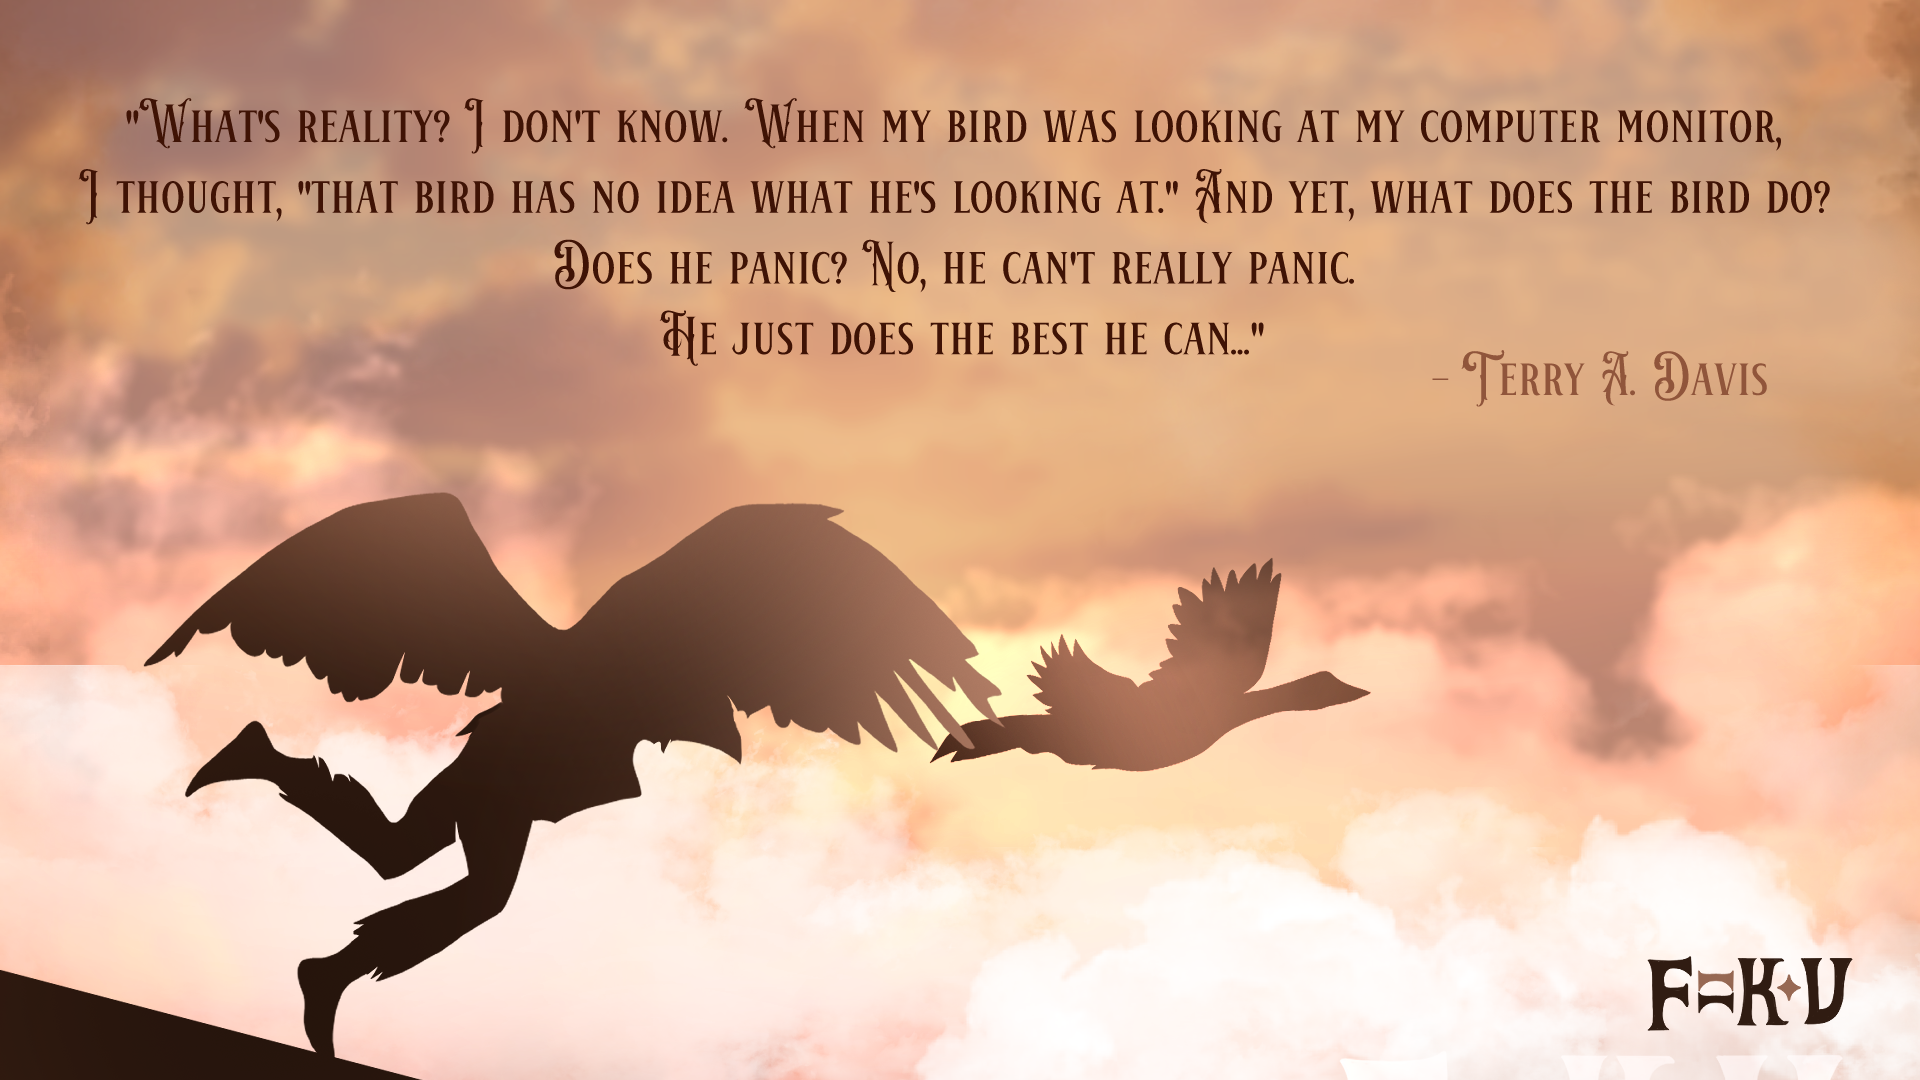 "What's reality? I don't know. When my bird was looking at my computer monitor,
I thought, "that bird has no idea what he's looking at." And yet, what does the bird do?
Does he panic? No, he can't really panic.
He just does the best he can..."
- Terry A. Davis